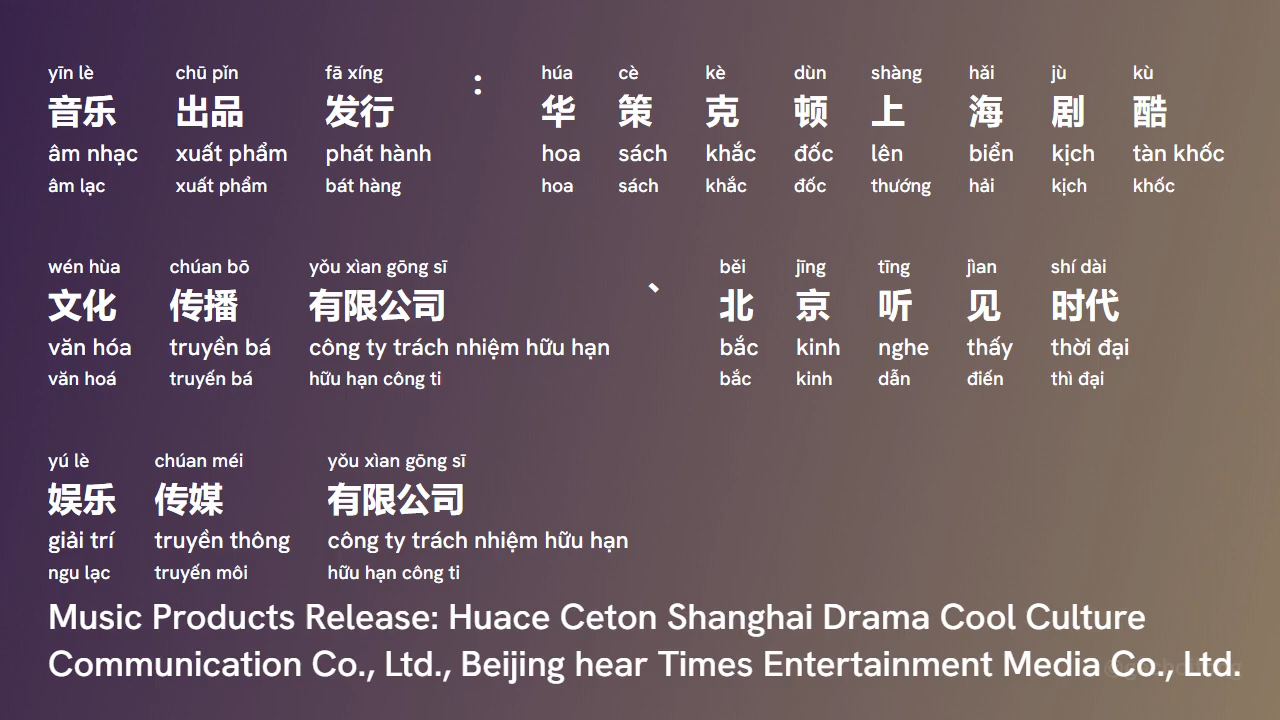 yīn lè chū pǐn fā xíng húa cè kè dùn shàng hǎi jù kù
音乐 出品 发行 : 华 策 克 顿 上 海 剧 酷
âm nhạc xuất phẩm phát hành hoa sách khắc đốc lên biển kịch tàn khốc
âm lạc xuất phẩm bát hàng hoa sách khắc đốc thướng hải kịch khốc
wén hùa chúan bō yǒu xìan gōng sī běi jīng tīng jìan shí dài
文化 传播 有限公司 、 北 京 听 见 时代
văn hóa truyền bá công ty trách nhiệm hữu hạn bắc kinh nghe thấy thời đại
văn hoá truyến bá hữu hạn công ti bắc kinh dẫn điến thì đại
yú lè chúan méi yǒu xìan gōng sī
娱乐 传媒 有限公司
giải trí truyền thông công ty trách nhiệm hữu hạn
ngu lạc truyến môi hữu hạn công ti
Music Products Release: Huace Ceton Shanghai Drama Cool Culture
Communication Co., Ltd., Beijing hear Times Entertainment Media Co., Ltd.